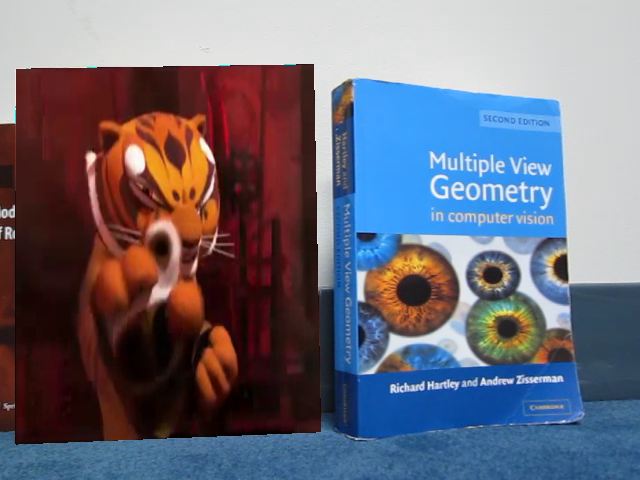 SECOND EDITION
Multiple View
Geometry
in computer vision
Richard Hartley and Andrew Zisserman
CAMBRIDGE
Hartley and
Zisserman
Multiple View Geometry